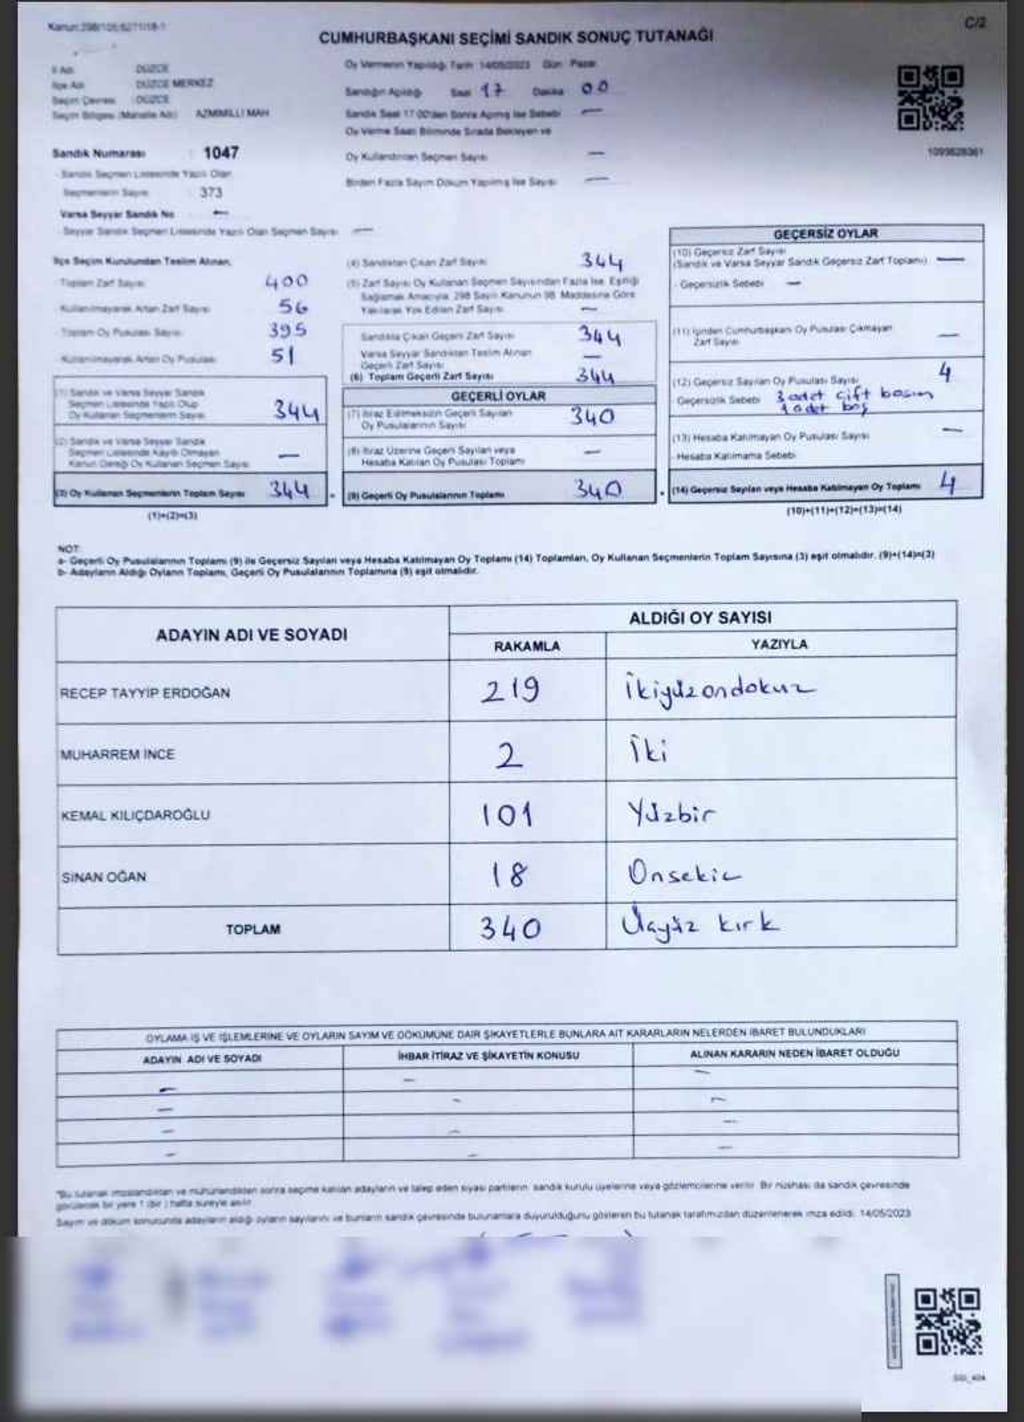 Kanun:298/105/6271/18-1
C/2
CUMHURBAŞKANI SEÇİMİ SANDIK SONUÇ TUTANAĞI
İl Adı : DÜZCE
İlçe Adı : DÜZCE MERKEZ
Seçim Çevresi : DÜZCE
Seçim Bölgesi (Mahalle Adı) : AZMİMİLLİ MAH
Oy Vermenin Yapıldığı Tarih 14/05/2023 Gün Pazar
Sandığın Açılışı Saat 17 Dakika 00
Sandık Saat 17:00'den Sonra Açılmış İse Sebebi —
Oy Verme Saati Bitiminde Sırada Bekleyen ve
Oy Kullandırılan Seçmen Sayısı —
Birden Fazla Sayım Döküm Yapılmış İse Sayısı —
1093628361
Sandık Numarası : 1047
- Sandık Seçmen Listesinde Yazılı Olan
Seçmenlerin Sayısı : 373
Varsa Seyyar Sandık No —
- Seyyar Sandık Seçmen Listesinde Yazılı Olan Seçmen Sayısı —
İlçe Seçim Kurulundan Teslim Alınan,
- Toplam Zarf Sayısı 400
- Kullanılmayarak Artan Zarf Sayısı 56
- Toplam Oy Pusulası Sayısı 395
- Kullanılmayarak Artan Oy Pusulası 51
(1) Sandık ve Varsa Seyyar Sandık
Seçmen Listesinde Yazılı Olup
Oy Kullanan Seçmenlerin Sayısı 344
(2) Sandık ve Varsa Seyyar Sandık
Seçmen Listesinde Kayıtlı Olmayan
Kanun Gereği Oy Kullanan Seçmen Sayısı —
(3) Oy Kullanan Seçmenlerin Toplam Sayısı 344
(1)+(2)=(3)
(4) Sandıktan Çıkan Zarf Sayısı 344
(5) Zarf Sayısı Oy Kullanan Seçmen Sayısından Fazla İse, Eşitliği
Sağlamak Amacıyla, 298 Sayılı Kanunun 98. Maddesine Göre
Yakılarak Yok Edilen Zarf Sayısı —
Sandıkta Çıkan Geçerli Zarf Sayısı 344
Varsa Seyyar Sandıktan Teslim Alınan
Geçerli Zarf Sayısı —
(6) Toplam Geçerli Zarf Sayısı 344
GEÇERLİ OYLAR
(7) İtiraz Edilmeksizin Geçerli Sayılan
Oy Pusulalarının Sayısı 340
(8) İtiraz Üzerine Geçerli Sayılan veya
Hesaba Katılan Oy Pusulası Toplamı —
(9) Geçerli Oy Pusulalarının Toplamı 340
GEÇERSİZ OYLAR
(10) Geçersiz Zarf Sayısı
(Sandık ve Varsa Seyyar Sandık Geçersiz Zarf Toplamı) —
- Geçersizlik Sebebi —
(11) İçinden Cumhurbaşkanı Oy Pusulası Çıkmayan
Zarf Sayısı —
(12) Geçersiz Sayılan Oy Pusulası Sayısı 4
Geçersizlik Sebebi 3 adet çift basım
1 adet boş
(13) Hesaba Katılmayan Oy Pusulası Sayısı —
- Hesaba Katılmama Sebebi
(14) Geçersiz Sayılan veya Hesaba Katılmayan Oy Toplamı 4
(10)+(11)+(12)+(13)=(14)
NOT:
a- Geçerli Oy Pusulalarının Toplamı (9) ile Geçersiz Sayılan veya Hesaba Katılmayan Oy Toplamı (14) Toplamları, Oy Kullanan Seçmenlerin Toplam Sayısına (3) eşit olmalıdır. (9)+(14)=(3)
b- Adayların Aldığı Oyların Toplamı, Geçerli Oy Pusulalarının Toplamına (9) eşit olmalıdır.
ADAYIN ADI VE SOYADI
ALDIĞI OY SAYISI
RAKAMLA YAZIYLA
RECEP TAYYİP ERDOĞAN 219 İkiyüzondokuz
MUHARREM İNCE 2 İki
KEMAL KILIÇDAROĞLU 101 Yüzbir
SİNAN OĞAN 18 Onsekiz
TOPLAM 340 Üçyüz kırk
OYLAMA İŞ VE İŞLEMLERİNE VE OYLARIN SAYIM VE DÖKÜMÜNE DAİR ŞİKAYETLERLE BUNLARA AİT KARARLARIN NELERDEN İBARET BULUNDUKLARI
ADAYIN ADI VE SOYADI İHBAR İTİRAZ VE ŞİKAYETİN KONUSU ALINAN KARARIN NEDEN İBARET OLDUĞU
— — —
— — —
— — —
— — —
*Bu tutanak imzalandıktan ve mühürlendikten sonra seçime katılan adayların ve talep eden siyasi partilerin, sandık kurulu üyelerine veya gözlemcilerine verilir. Bir nüshası da sandık çevresinde
görülecek bir yere 1 (bir) hafta süreyle asılır.
Sayım ve döküm sonucunda adayların aldığı oyların sayılarını ve bunların sandık çevresinde bulunanlara duyurulduğunu gösteren bu tutanak tarafımızdan düzenlenerek imza edildi. 14/05/2023